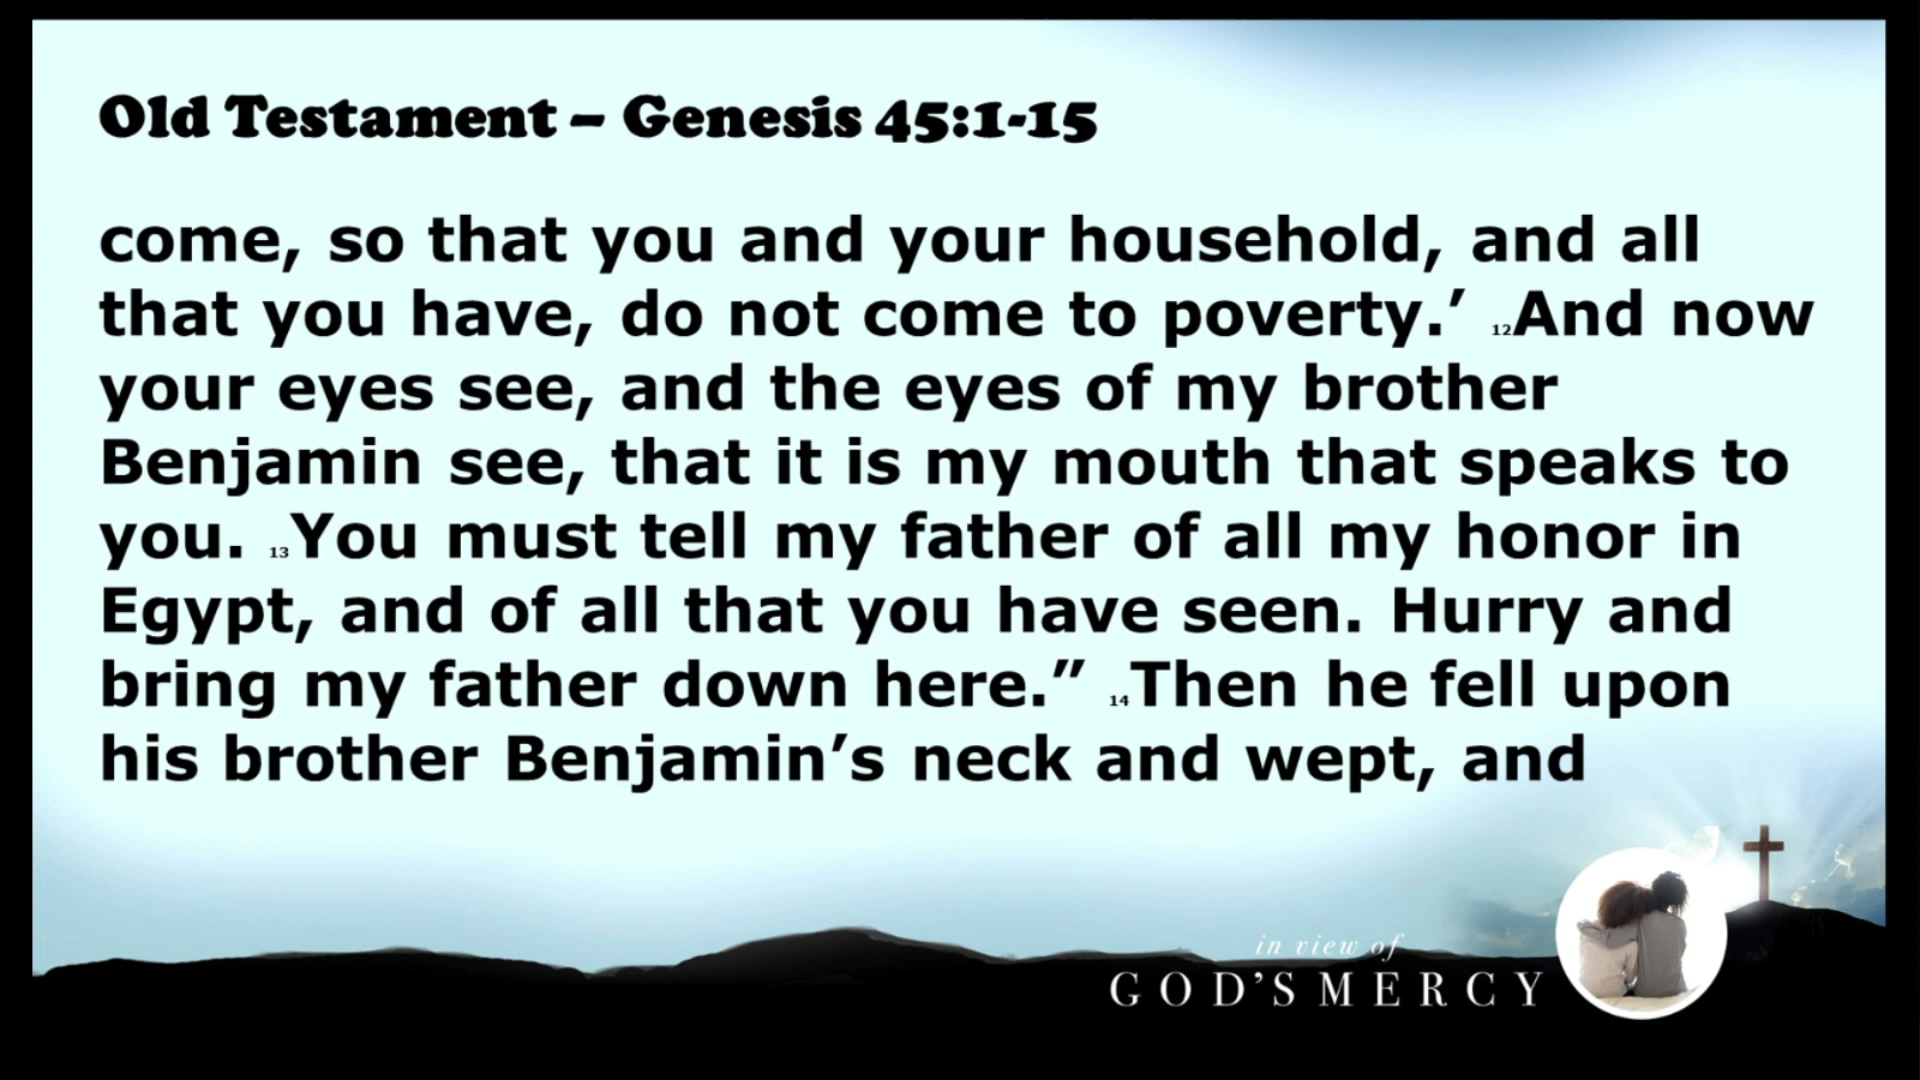 Old Testament – Genesis 45:1-15
come, so that you and your household, and all
that you have, do not come to poverty.’ 12And now
your eyes see, and the eyes of my brother
Benjamin see, that it is my mouth that speaks to
you. 13You must tell my father of all my honor in
Egypt, and of all that you have seen. Hurry and
bring my father down here.” 14Then he fell upon
his brother Benjamin’s neck and wept, and
in view of
GOD’S MERCY